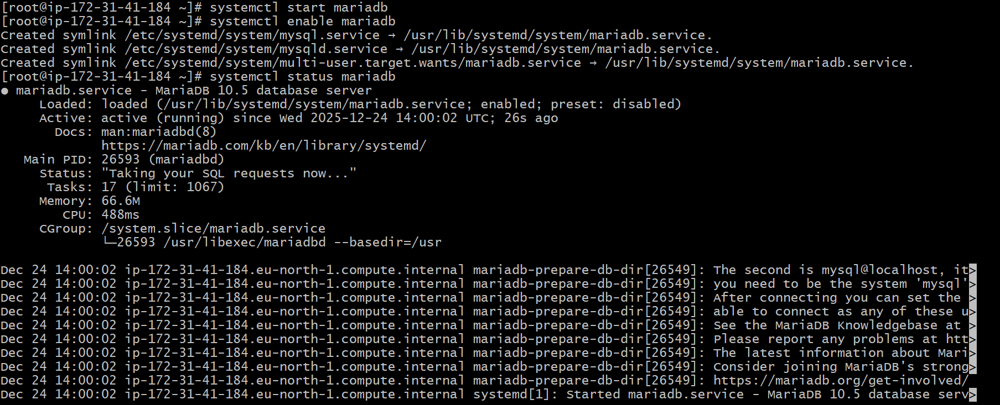 [root@ip-172-31-41-184 ~]# systemctl start mariadb
[root@ip-172-31-41-184 ~]# systemctl enable mariadb
Created symlink /etc/systemd/system/mysql.service → /usr/lib/systemd/system/mariadb.service.
Created symlink /etc/systemd/system/mysqld.service → /usr/lib/systemd/system/mariadb.service.
Created symlink /etc/systemd/system/multi-user.target.wants/mariadb.service → /usr/lib/systemd/system/mariadb.service.
[root@ip-172-31-41-184 ~]# systemctl status mariadb
● mariadb.service - MariaDB 10.5 database server
     Loaded: loaded (/usr/lib/systemd/system/mariadb.service; enabled; preset: disabled)
     Active: active (running) since Wed 2025-12-24 14:00:02 UTC; 26s ago
       Docs: man:mariadbd(8)
             https://mariadb.com/kb/en/library/systemd/
   Main PID: 26593 (mariadbd)
     Status: "Taking your SQL requests now..."
      Tasks: 17 (limit: 1067)
     Memory: 66.6M
        CPU: 488ms
     CGroup: /system.slice/mariadb.service
             └─26593 /usr/libexec/mariadbd --basedir=/usr

Dec 24 14:00:02 ip-172-31-41-184.eu-north-1.compute.internal mariadb-prepare-db-dir[26549]: The second is mysql@localhost, it>
Dec 24 14:00:02 ip-172-31-41-184.eu-north-1.compute.internal mariadb-prepare-db-dir[26549]: you need to be the system 'mysql'>
Dec 24 14:00:02 ip-172-31-41-184.eu-north-1.compute.internal mariadb-prepare-db-dir[26549]: After connecting you can set the >
Dec 24 14:00:02 ip-172-31-41-184.eu-north-1.compute.internal mariadb-prepare-db-dir[26549]: able to connect as any of these u>
Dec 24 14:00:02 ip-172-31-41-184.eu-north-1.compute.internal mariadb-prepare-db-dir[26549]: See the MariaDB Knowledgebase at >
Dec 24 14:00:02 ip-172-31-41-184.eu-north-1.compute.internal mariadb-prepare-db-dir[26549]: Please report any problems at htt>
Dec 24 14:00:02 ip-172-31-41-184.eu-north-1.compute.internal mariadb-prepare-db-dir[26549]: The latest information about Mari>
Dec 24 14:00:02 ip-172-31-41-184.eu-north-1.compute.internal mariadb-prepare-db-dir[26549]: Consider joining MariaDB's strong>
Dec 24 14:00:02 ip-172-31-41-184.eu-north-1.compute.internal mariadb-prepare-db-dir[26549]: https://mariadb.org/get-involved/
Dec 24 14:00:02 ip-172-31-41-184.eu-north-1.compute.internal systemd[1]: Started mariadb.service - MariaDB 10.5 database serv>